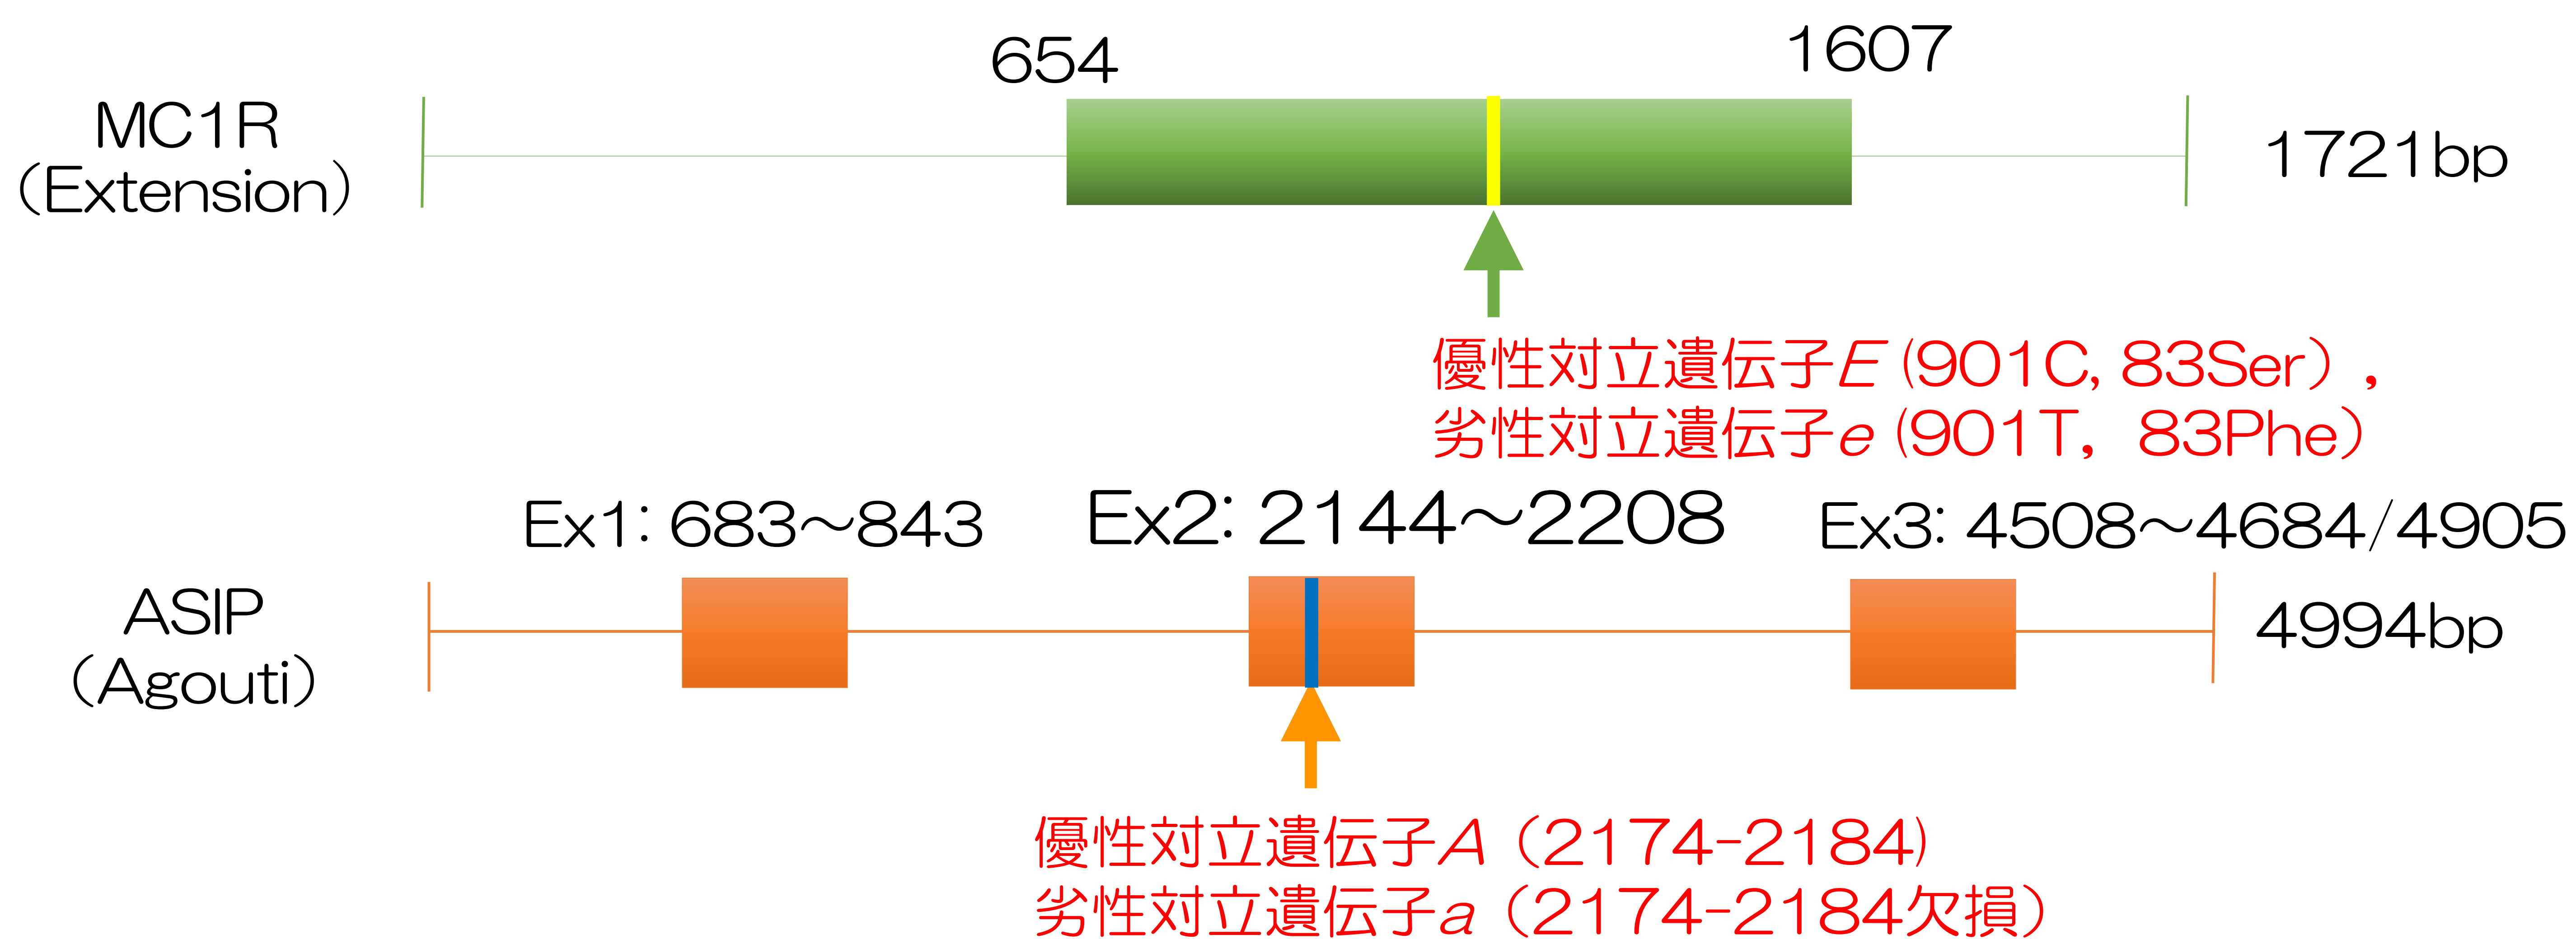 654
1607
MC1R
（Extension）
1721bp
優性対立遺伝子E (901C, 83Ser），
劣性対立遺伝子e (901T，83Phe）
Ex1: 683～843
Ex2: 2144～2208
Ex3: 4508～4684/4905
ASIP
（Agouti）
4994bp
優性対立遺伝子A（2174-2184)
劣性対立遺伝子a（2174-2184欠損）